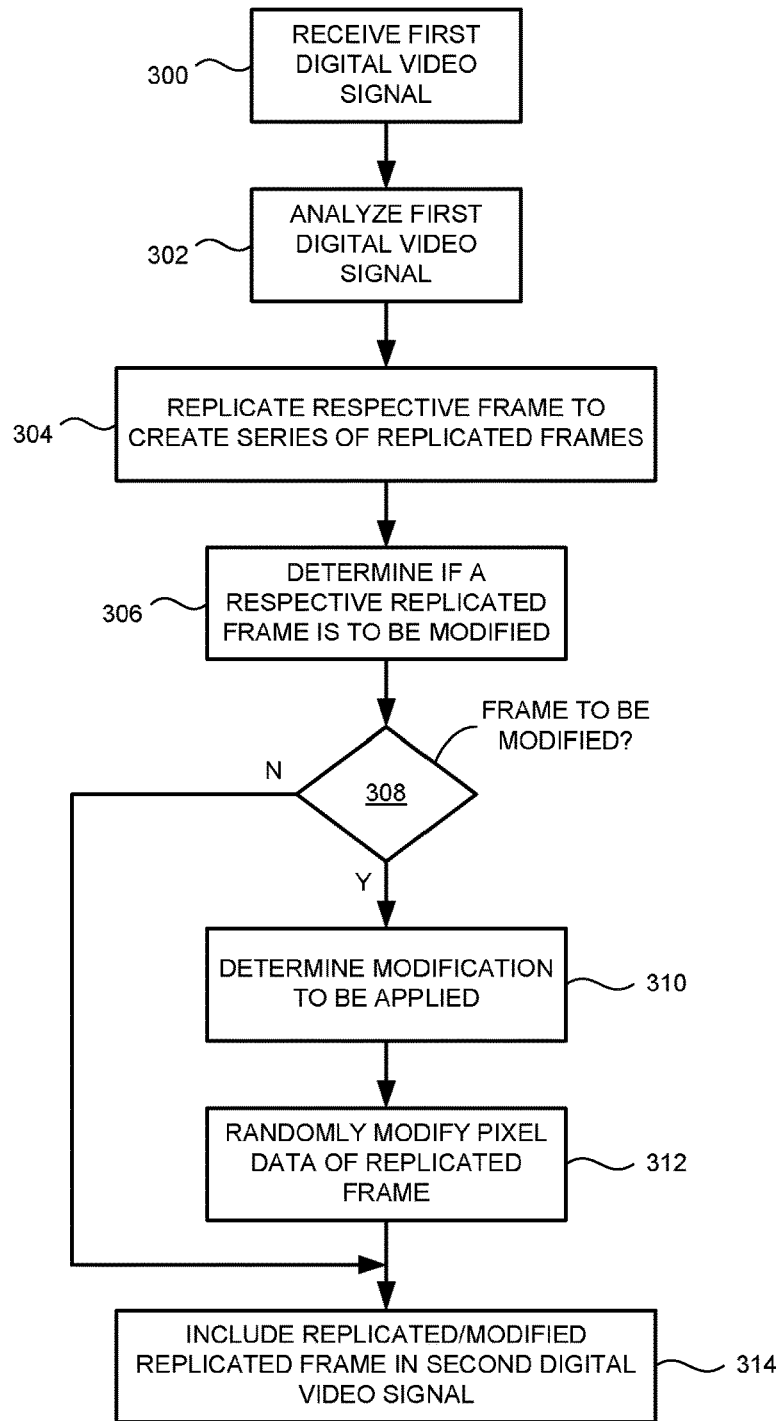 RECEIVE FIRST
DIGITAL VIDEO
SIGNAL
300
ANALYZE FIRST
DIGITAL VIDEO
SIGNAL
302
REPLICATE RESPECTIVE FRAME TO
CREATE SERIES OF REPLICATED FRAMES
304
DETERMINE IF A
RESPECTIVE REPLICATED
FRAME IS TO BE MODIFIED
306
FRAME TO BE
MODIFIED?
N
308
Y
DETERMINE MODIFICATION
TO BE APPLIED
310
RANDOMLY MODIFY PIXEL
DATA OF REPLICATED
FRAME
312
INCLUDE REPLICATED/MODIFIED
REPLICATED FRAME IN SECOND DIGITAL
VIDEO SIGNAL
314